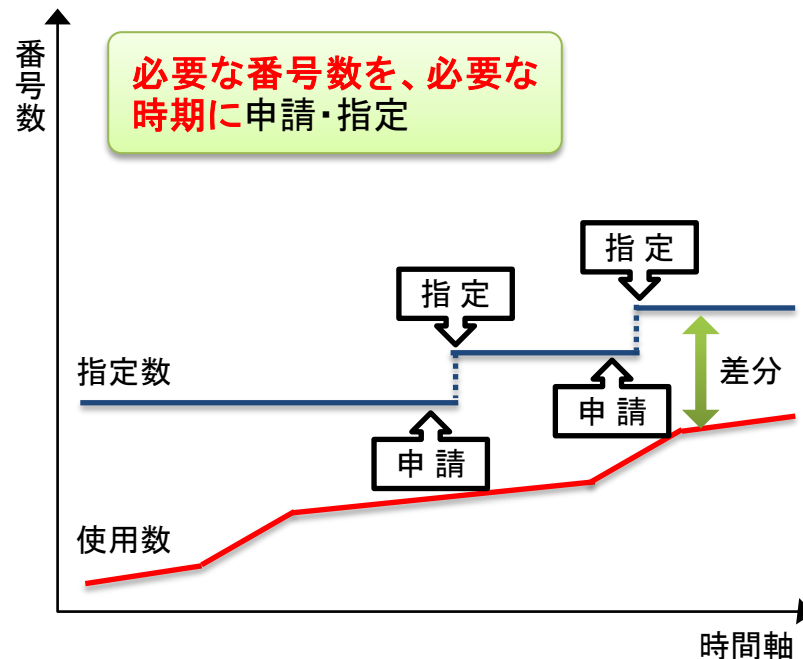 番号数
必要な番号数を、必要な
時期に申請・指定
指 定
指 定
指定数
差分
申 請
申 請
使用数
時間軸